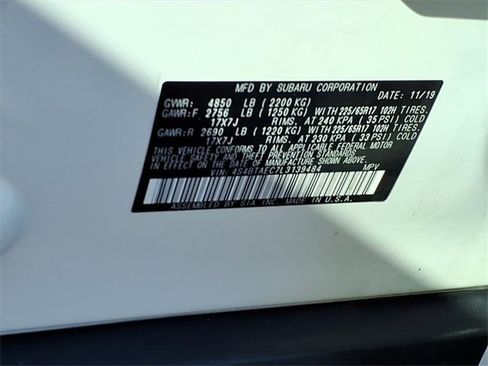 MFD BY SUBARU CORPORATION
DATE: 11/19
GVWR: 4850 LB (2200 KG)
GAWR:F. 2756 LB (1250 KG) WITH 225/65R17 102H TIRES.
17X7J RIMS. AT 240 KPA (35 PSI) COLD
GAWR:R 2690 LB (1220 KG) WITH 225/65R17 102H TIRES.
17X7J RIMS. AT 230 KPA (33 PSI) COLD
THIS VEHICLE CONFORMS TO ALL APPLICABLE FEDERAL MOTOR
VEHICLE SAFETY AND THEFT PREVENTION STANDARDS
IN EFFECT ON THE DATE OF MANUFACTURE SHOWN ABOVE.
VIN: 4S4BTAEC7L3139484 MPV
ASSEMBLED BY SIA INC. IN U.S.A.